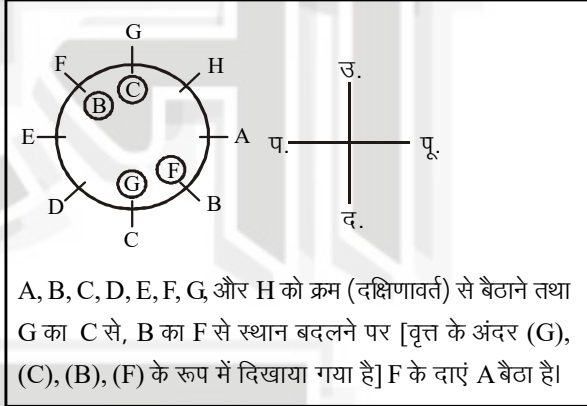 G
F H
B C
उ.
E A प. पू.
G F
D B
द.
C
A, B, C, D, E, F, G, और H को क्रम (दक्षिणावर्त) से बैठाने तथा
G का C से, B का F से स्थान बदलने पर [वृत्त के अंदर (G),
(C), (B), (F) के रूप में दिखाया गया है] F के दाएं A बैठा है।